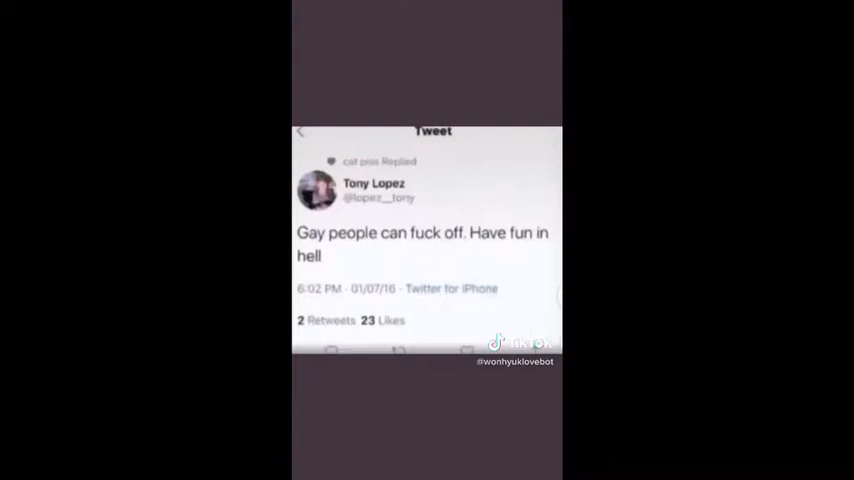 Tweet
cat piss Replied
Tony Lopez
@lopez__tony
Gay people can fuck off. Have fun in
hell
6:02 PM · 01/07/16 · Twitter for iPhone
2 Retweets 23 Likes
TikTok
@wonhyuklovebot